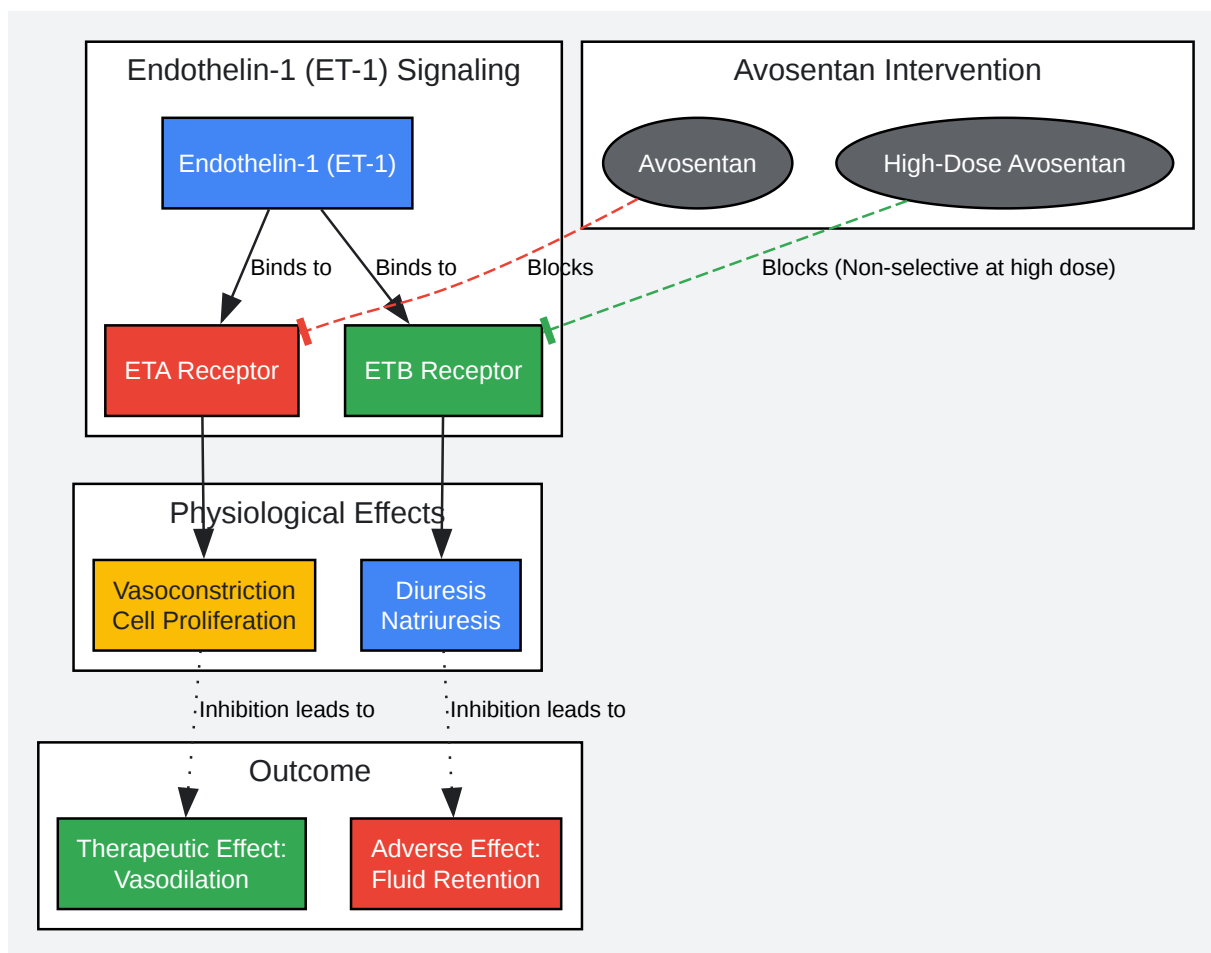 Endothelin-1 (ET-1) Signaling
Avosentan Intervention
Endothelin-1 (ET-1)
Avosentan
High-Dose Avosentan
Binds to
Binds to
Blocks
Blocks (Non-selective at high dose)
ETA Receptor
ETB Receptor
Physiological Effects
Vasoconstriction
Cell Proliferation
Diuresis
Natriuresis
Inhibition leads to
Inhibition leads to
Outcome
Therapeutic Effect:
Vasodilation
Adverse Effect:
Fluid Retention